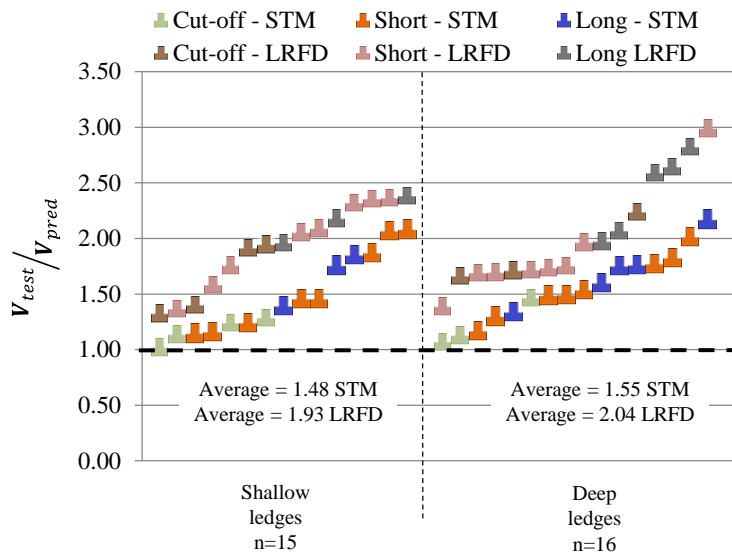 Cut-off - STM Short - STM Long - STM
Cut-off - LRFD Short - LRFD Long LRFD
3.50
3.00
2.50
2.00
1.50
1.00
0.50
0.00
V_test/V_pred
Average = 1.48 STM
Average = 1.93 LRFD
Average = 1.55 STM
Average = 2.04 LRFD
Shallow
ledges
n=15
Deep
ledges
n=16